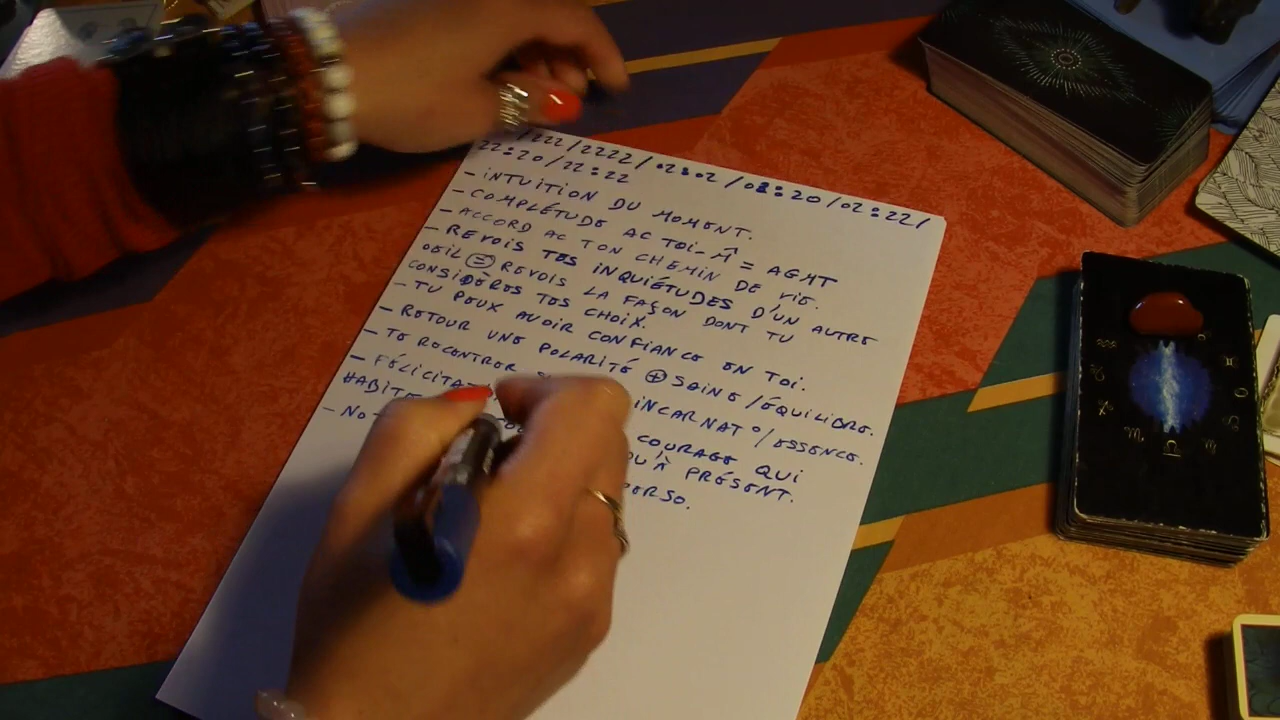 222/2222/02:02/02:20/02:22/
22:20/22:22
- INTUITION DU MOMENT.
- COMPLÉTUDE AC TOI-M̂ = AGMT
- ACCORD AC TON CHEMIN DE VIE.
- REVOIS TES INQUIÉTUDES D'UN AUTRE
OEIL = REVOIS LA FAÇON DONT TU
CONSIDÈRES TES CHOIX.
- TU PEUX AVOIR CONFIANCE EN TOI.
- RETOUR UNE POLARITÉ ⊕ SAINE/ÉQUILIBRE.
- TE RECONTRER INCARNAT°/ESSENCE.
- FÉLICITA COURAGE QUI
HABITE QU'À PRÉSENT.
- NO PERSO.